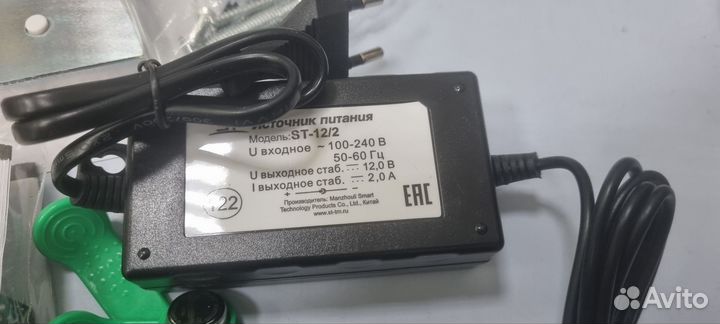 Источник питания
Модель:ST-12/2
U входное ~ 100-240 В
50-60 Гц
U выходное стаб. 12,0 В
I выходное стаб. 2,0 А
+ -
Производитель: Manzhouli Smart
Technology Products Co., Ltd., Китай
www.st-tm.ru
122
EAC
Avito